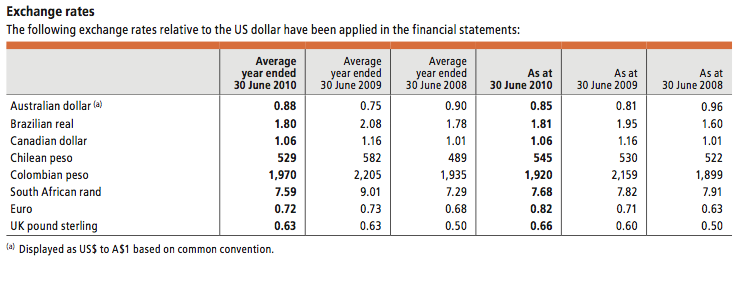 Exchange rates
The following exchange rates relative to the US dollar have been applied in the financial statements:
Average year ended 30 June 2010 Average year ended 30 June 2009 Average year ended 30 June 2008 As at 30 June 2010 As at 30 June 2009 As at 30 June 2008
Australian dollar (a) 0.88 0.75 0.90 0.85 0.81 0.96
Brazilian real 1.80 2.08 1.78 1.81 1.95 1.60
Canadian dollar 1.06 1.16 1.01 1.06 1.16 1.01
Chilean peso 529 582 489 545 530 522
Colombian peso 1,970 2,205 1,935 1,920 2,159 1,899
South African rand 7.59 9.01 7.29 7.68 7.82 7.91
Euro 0.72 0.73 0.68 0.82 0.71 0.63
UK pound sterling 0.63 0.63 0.50 0.66 0.60 0.50
(a) Displayed as US$ to A$1 based on common convention.